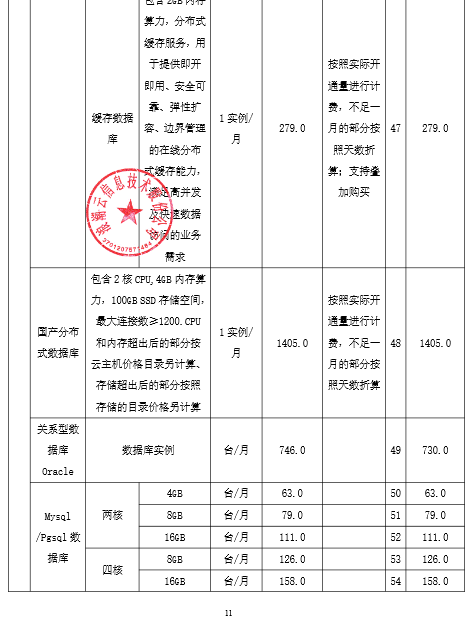 包含2GB内存
算力，分布式
缓存服务，用
于提供即开
即用、安全可
靠、弹性扩
容、边界管理
的在线分布
式缓存能力，
满足高并发
及快速数据
访问的业务
需求
缓存数据
库
1 实例/
月
279.0
按照实际开
通量进行计
费，不足一
月的部分按
照天数折
算；支持叠
加购买
47
279.0
国产分布
式数据库
包含 2 核 CPU, 4GB 内存算
力，100GB SSD 存储空间，
最大连接数≥1200.CPU
和内存超出后的部分按
云主机价格目录另计算、
存储超出后的部分按照
存储的目录价格另计算
1 实例/
月
1405.0
按照实际开
通量进行计
费，不足一
月的部分按
照天数折算
48
1405.0
关系型数
据库
Oracle
数据库实例
台/月
746.0
49
730.0
Mysql
/Pgsql 数
据库
两核
4GB
台/月
63.0
50
63.0
8GB
台/月
79.0
51
79.0
16GB
台/月
111.0
52
111.0
四核
8GB
台/月
126.0
53
126.0
16GB
台/月
158.0
54
158.0
11